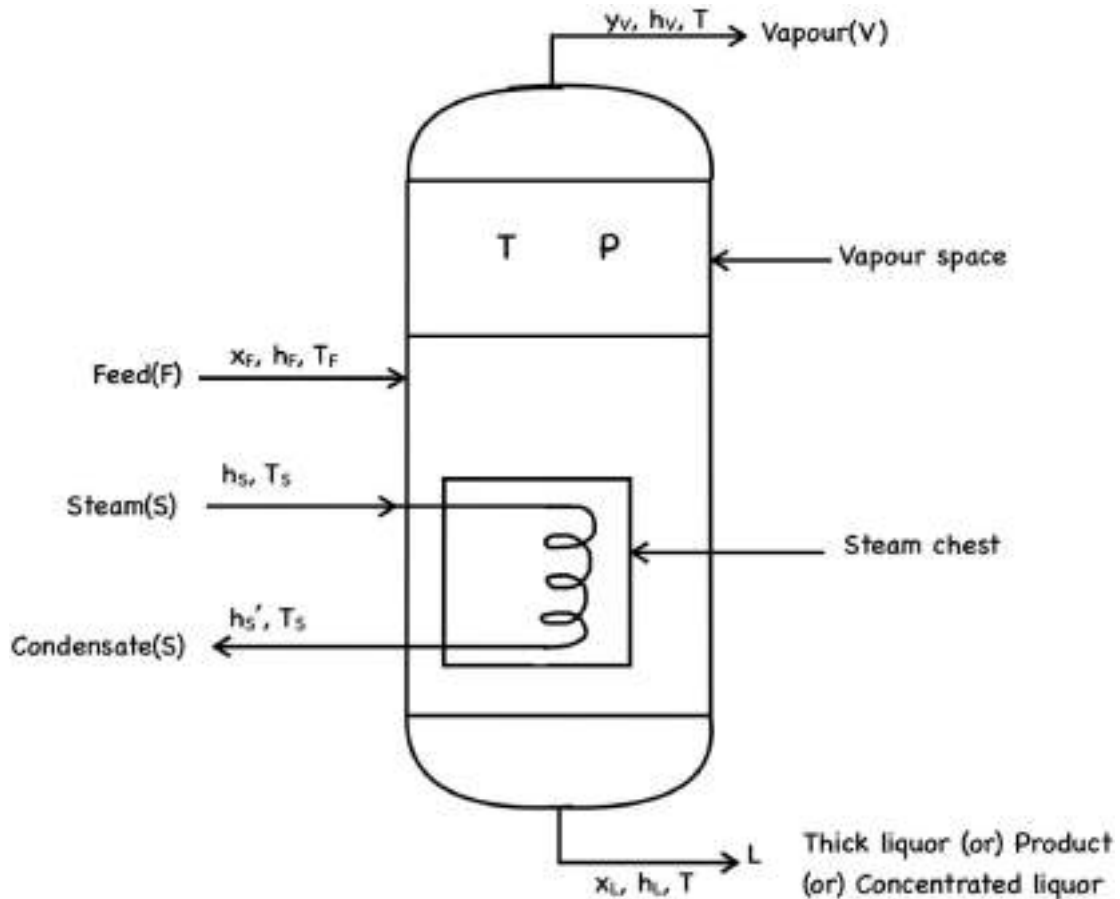 yV, hV, T
Vapour(V)
T P
Vapour space
xF, hF, TF
Feed(F)
hS, TS
Steam(S)
Steam chest
hS', TS
Condensate(S)
L
xL, hL, T
Thick liquor (or) Product
(or) Concentrated liquor